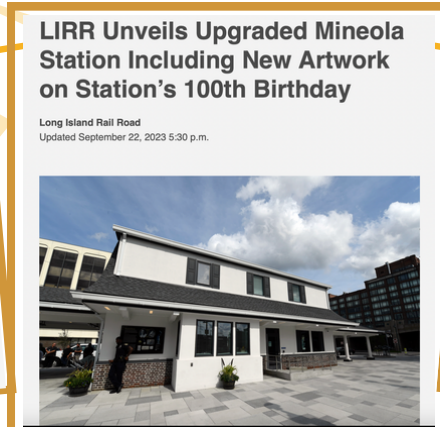 LIRR Unveils Upgraded Mineola
Station Including New Artwork
on Station's 100th Birthday
Long Island Rail Road
Updated September 22, 2023 5:30 p.m.